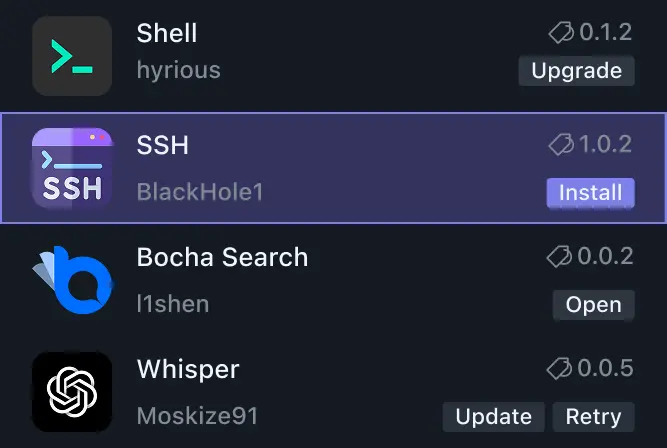 Shell 0.1.2
hyrious Upgrade
SSH SSH 1.0.2
BlackHole1 Install
Bocha Search 0.0.2
l1shen Open
Whisper 0.0.5
Moskize91 Update Retry